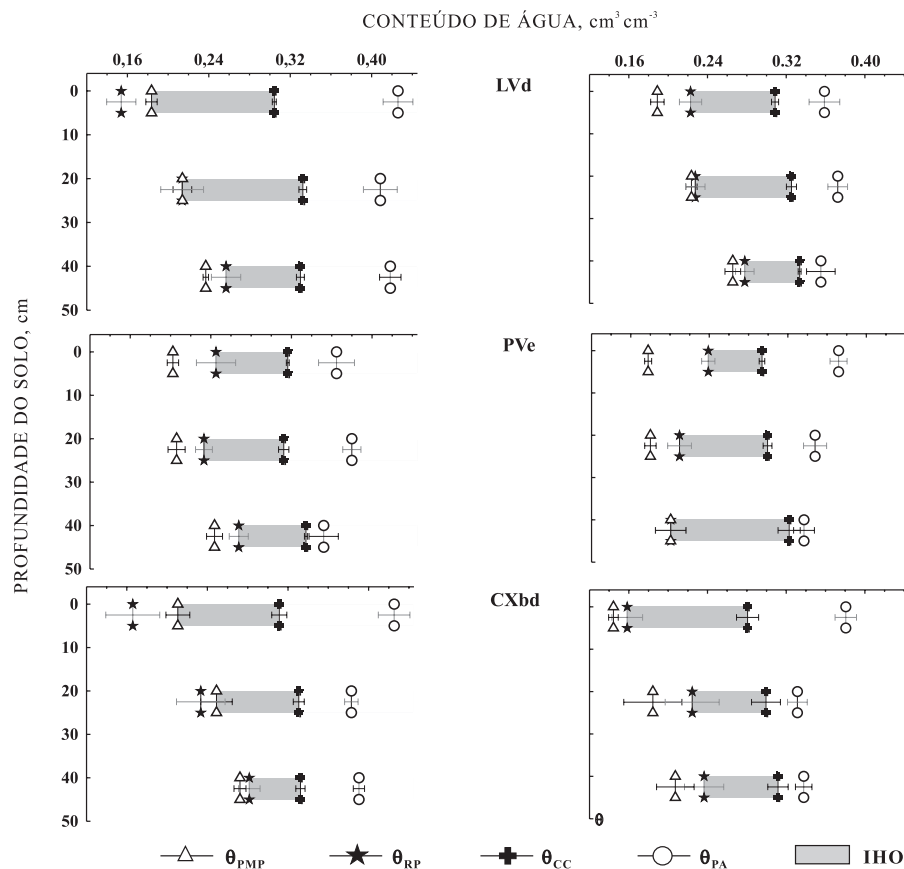 CONTEÚDO DE ÁGUA, cm³ cm⁻³
0,16 0,24 0,32 0,40
LVd
0,16 0,24 0,32 0,40
0
10
20
30
40
50
PROFUNDIDADE DO SOLO, cm
PVe
0
10
20
30
40
50
CXbd
0
10
20
30
40
50
θ
θPMP θRP θCC θPA IHO